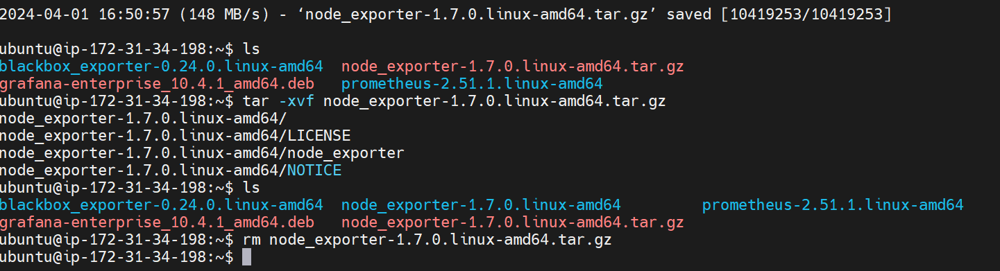 2024-04-01 16:50:57 (148 MB/s) - ‘node_exporter-1.7.0.linux-amd64.tar.gz’ saved [10419253/10419253]
ubuntu@ip-172-31-34-198:~$ ls
blackbox_exporter-0.24.0.linux-amd64  node_exporter-1.7.0.linux-amd64.tar.gz
grafana-enterprise_10.4.1_amd64.deb   prometheus-2.51.1.linux-amd64
ubuntu@ip-172-31-34-198:~$ tar -xvf node_exporter-1.7.0.linux-amd64.tar.gz
node_exporter-1.7.0.linux-amd64/
node_exporter-1.7.0.linux-amd64/LICENSE
node_exporter-1.7.0.linux-amd64/node_exporter
node_exporter-1.7.0.linux-amd64/NOTICE
ubuntu@ip-172-31-34-198:~$ ls
blackbox_exporter-0.24.0.linux-amd64  node_exporter-1.7.0.linux-amd64         prometheus-2.51.1.linux-amd64
grafana-enterprise_10.4.1_amd64.deb   node_exporter-1.7.0.linux-amd64.tar.gz
ubuntu@ip-172-31-34-198:~$ rm node_exporter-1.7.0.linux-amd64.tar.gz
ubuntu@ip-172-31-34-198:~$